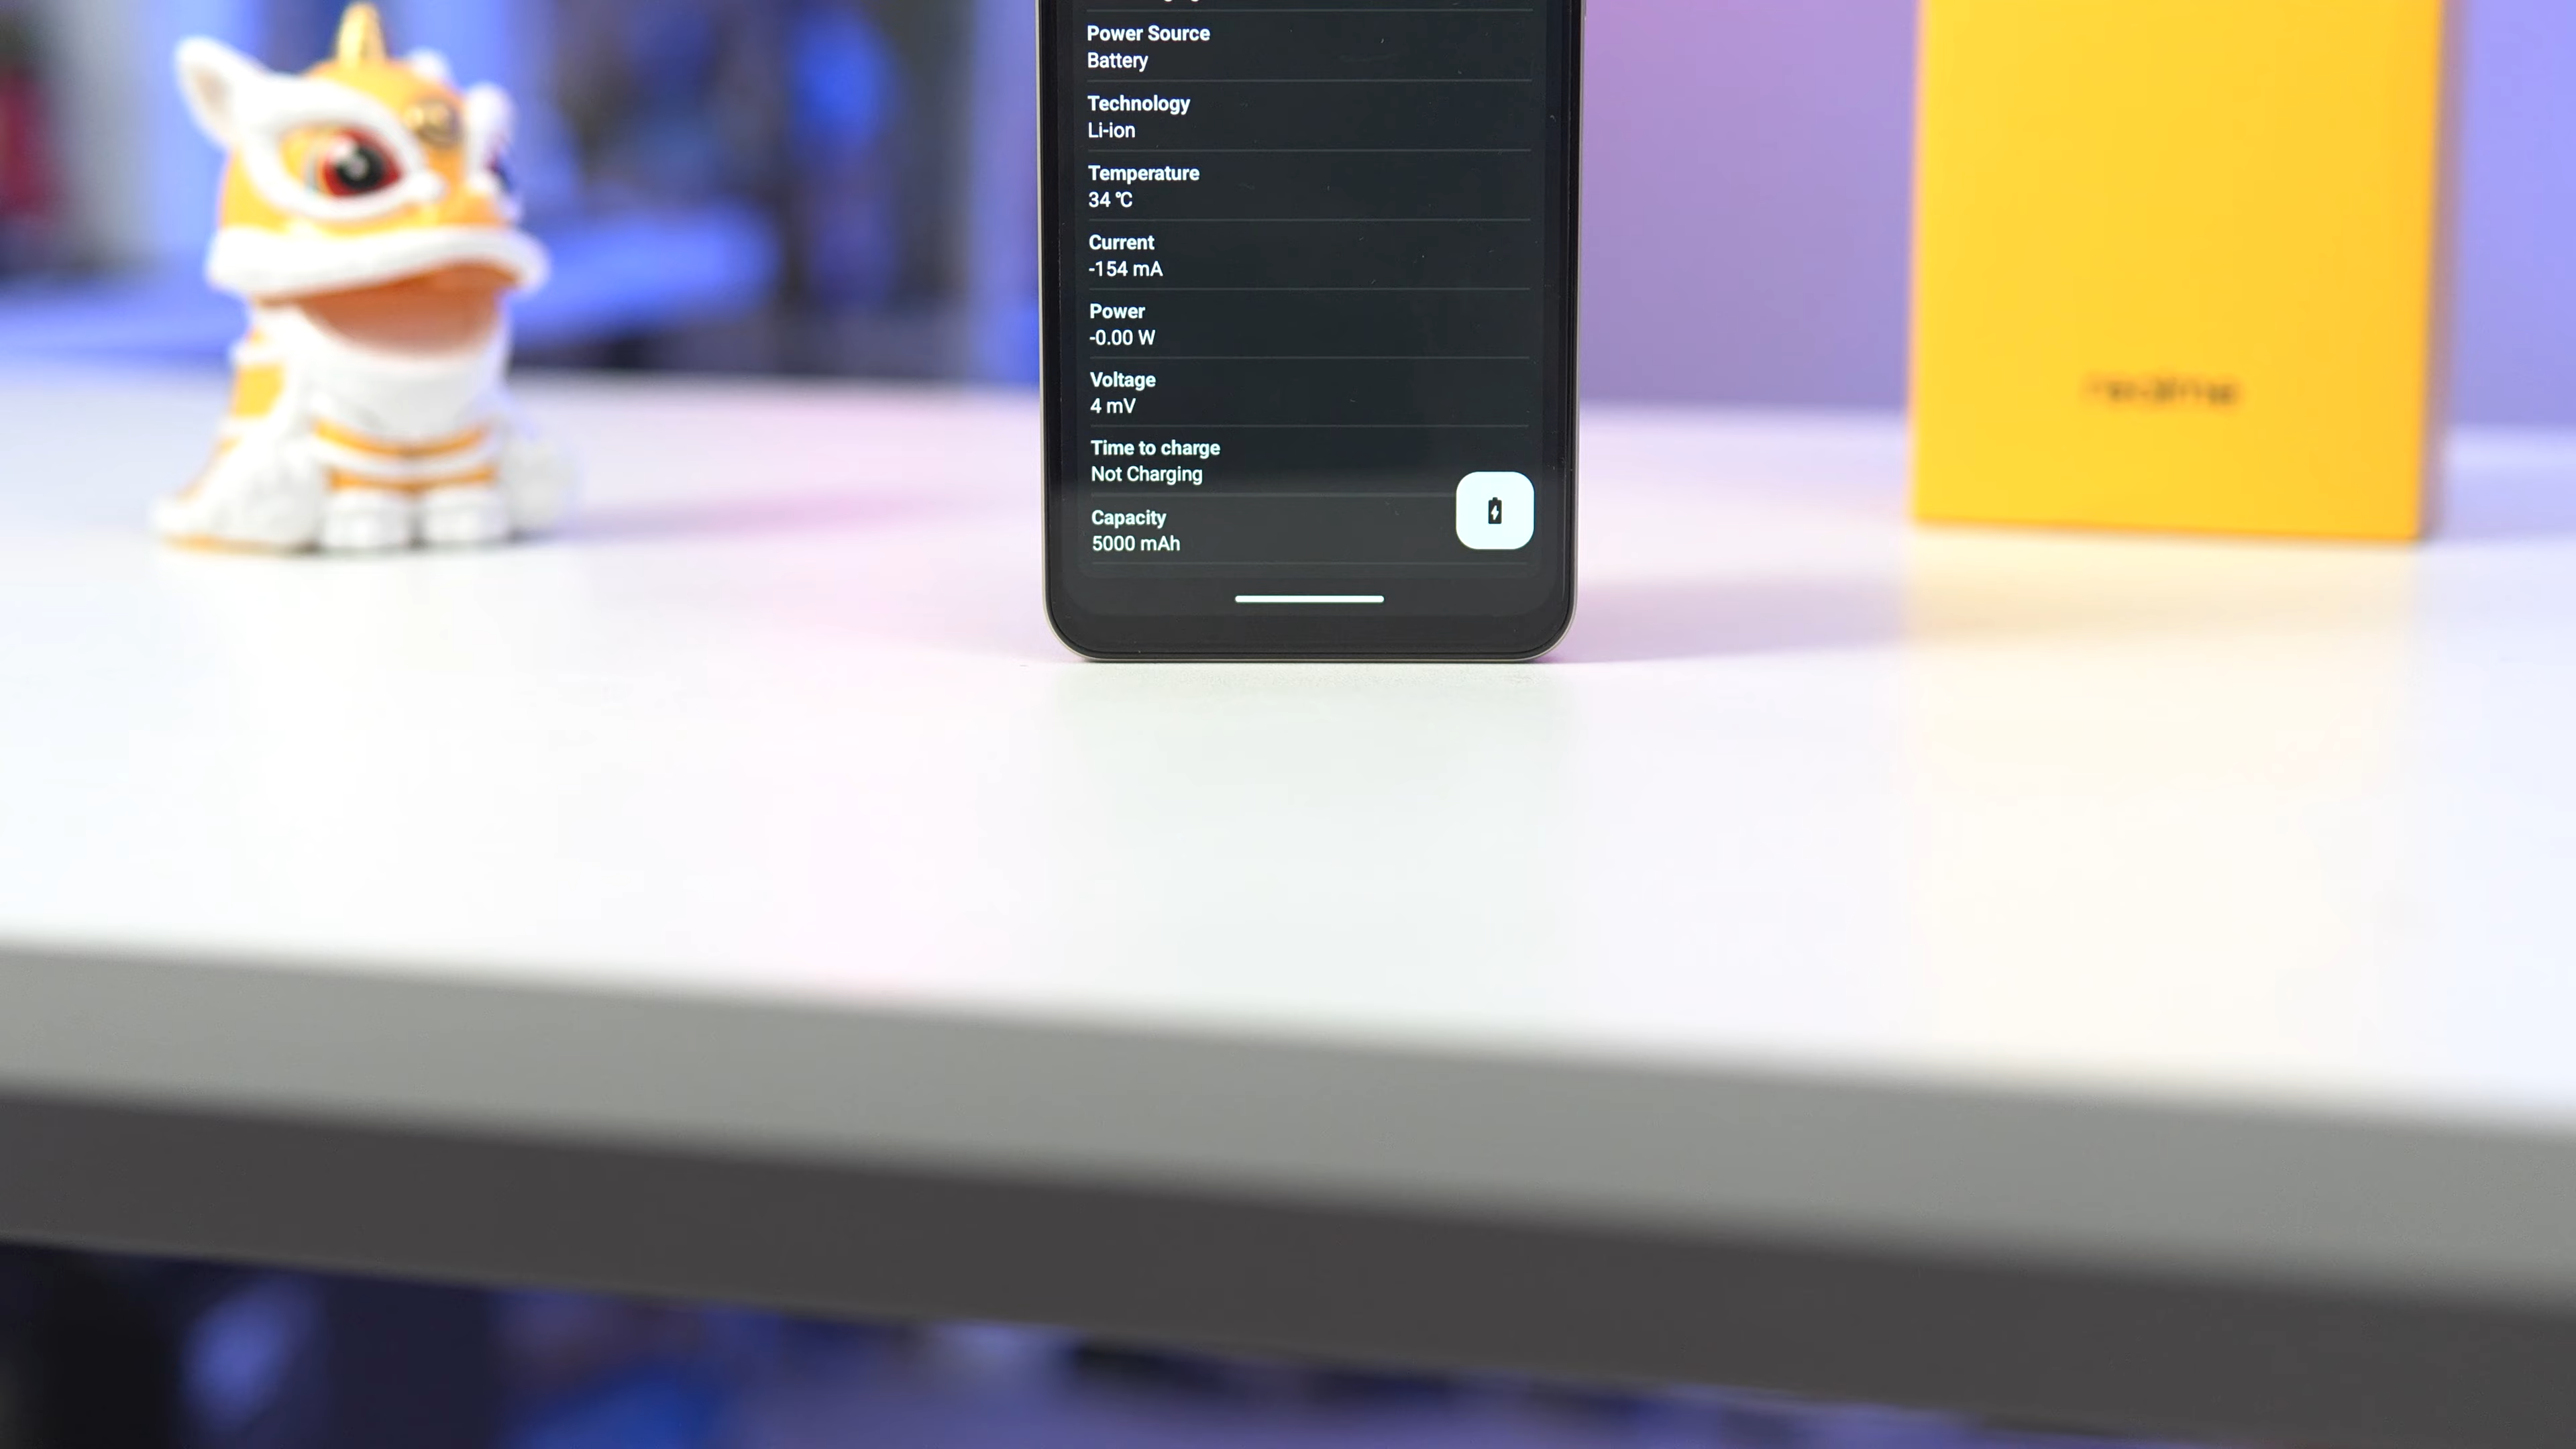 Power Source
Battery
Technology
Li-ion
Temperature
34 ℃
Current
-154 mA
Power
-0.00 W
Voltage
4 mV
Time to charge
Not Charging
Capacity
5000 mAh
realme